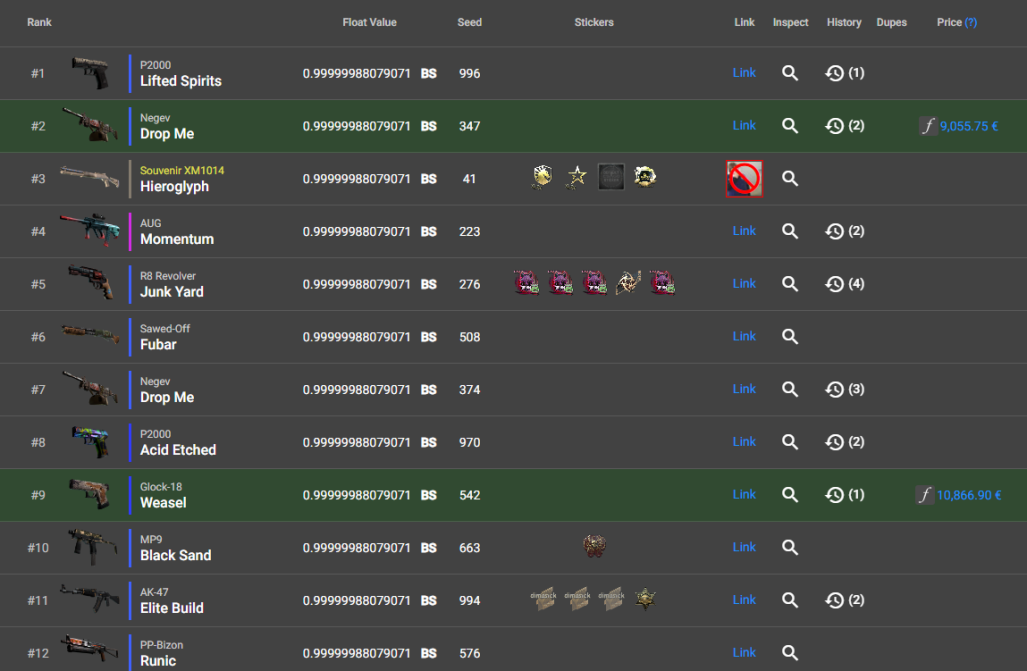 Rank Float Value Seed Stickers Link Inspect History Dupes Price (?)
#1 P2000 Lifted Spirits 0.99999988079071 BS 996 Link (1)
#2 Negev Drop Me 0.99999988079071 BS 347 Link (2) f 9,055.75 €
#3 Souvenir XM1014 Hieroglyph 0.99999988079071 BS 41
#4 AUG Momentum 0.99999988079071 BS 223 Link (2)
#5 R8 Revolver Junk Yard 0.99999988079071 BS 276 Link (4)
#6 Sawed-Off Fubar 0.99999988079071 BS 508 Link
#7 Negev Drop Me 0.99999988079071 BS 374 Link (3)
#8 P2000 Acid Etched 0.99999988079071 BS 970 Link (2)
#9 Glock-18 Weasel 0.99999988079071 BS 542 Link (1) f 10,866.90 €
#10 MP9 Black Sand 0.99999988079071 BS 663 Link
#11 AK-47 Elite Build 0.99999988079071 BS 994 dimasick dimasick dimasick Link (2)
#12 PP-Bizon Runic 0.99999988079071 BS 576 Link